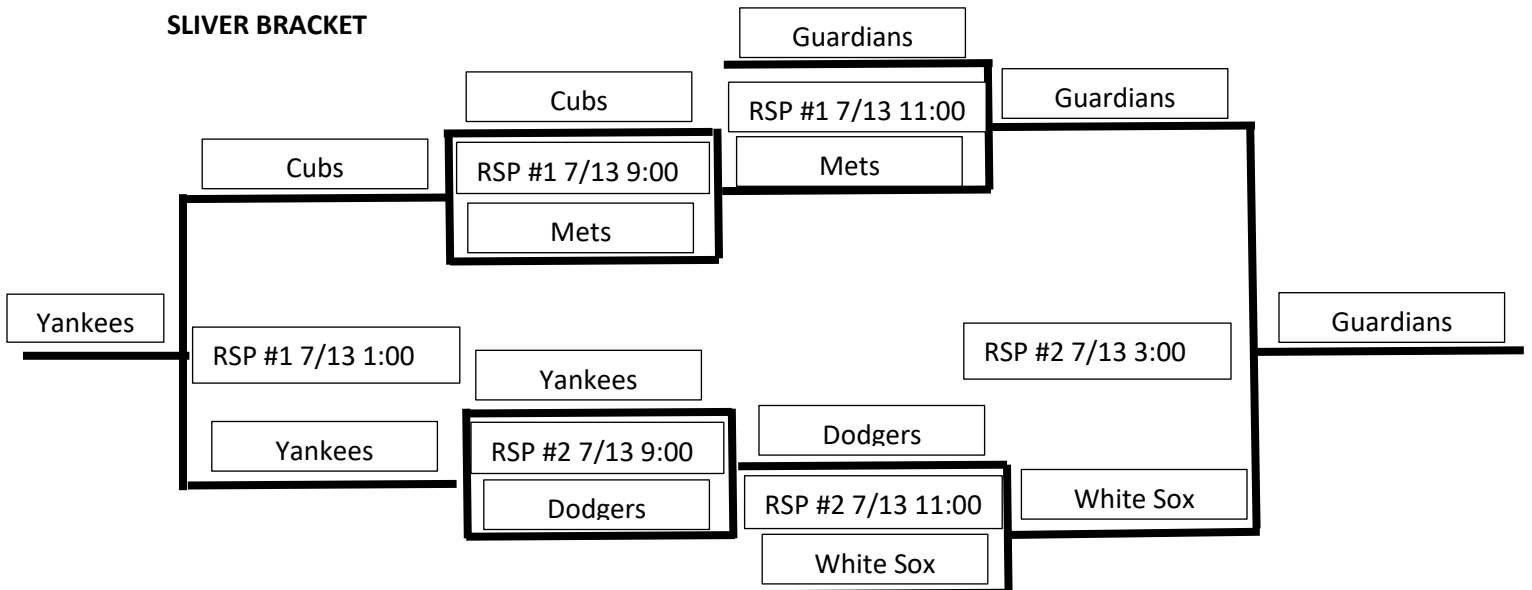 SLIVER BRACKET
Guardians
Cubs
RSP #1 7/13 11:00
Guardians
Cubs
RSP #1 7/13 9:00
Mets
Mets
Yankees
RSP #1 7/13 1:00
Yankees
RSP #2 7/13 3:00
Guardians
Yankees
RSP #2 7/13 9:00
Dodgers
Dodgers
RSP #2 7/13 11:00
White Sox
White Sox